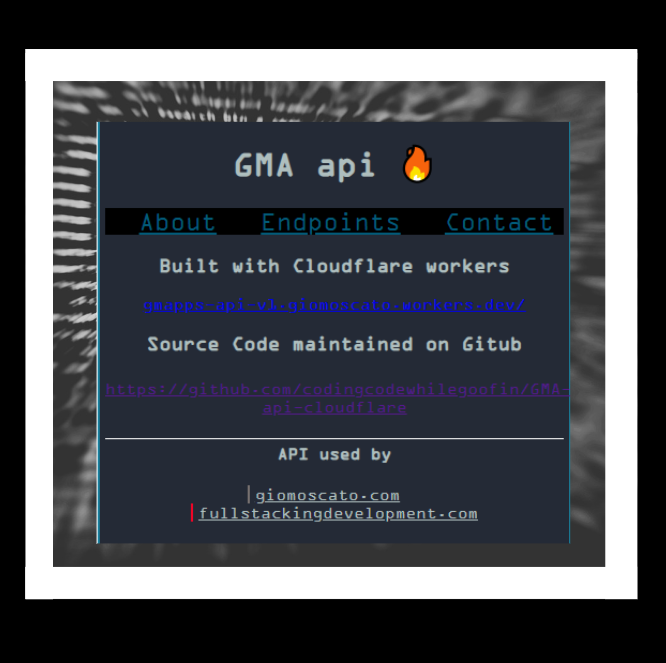 GMA api 🔥
About Endpoints Contact
Built with Cloudflare workers
gmapps-api-v1.giomoscato.workers.dev/
Source Code maintained on Gitub
https://github.com/codingcodewhilegoofin/GMA-
api-cloudflare
API used by
giomoscato.com
fullstackingdevelopment.com